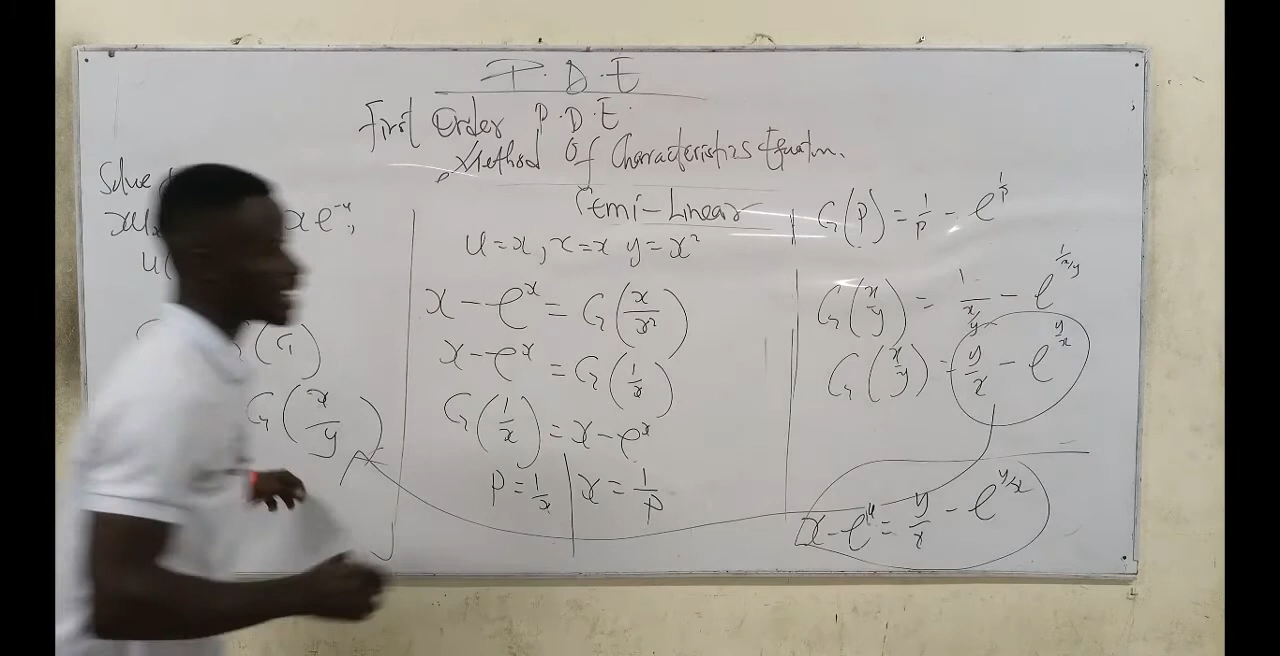 P.D.E
First Order P.D.E.
Method Of Characteristics Equation.
Semi-Linear
Solve
xe^{-u};
u(
G(
G(x/y)
u=x, x=x y=x²
x-e^x = G(x/x²)
x-e^x = G(1/x)
G(1/x) = x-e^x
P=1/x | x=1/P
G(P) = 1/P - e^{1/P}
G(x/y) = 1/(x/y) - e^{1/x/y}
G(x/y) = y/x - e^{y/x}
x-e^u = y/x - e^{y/x}